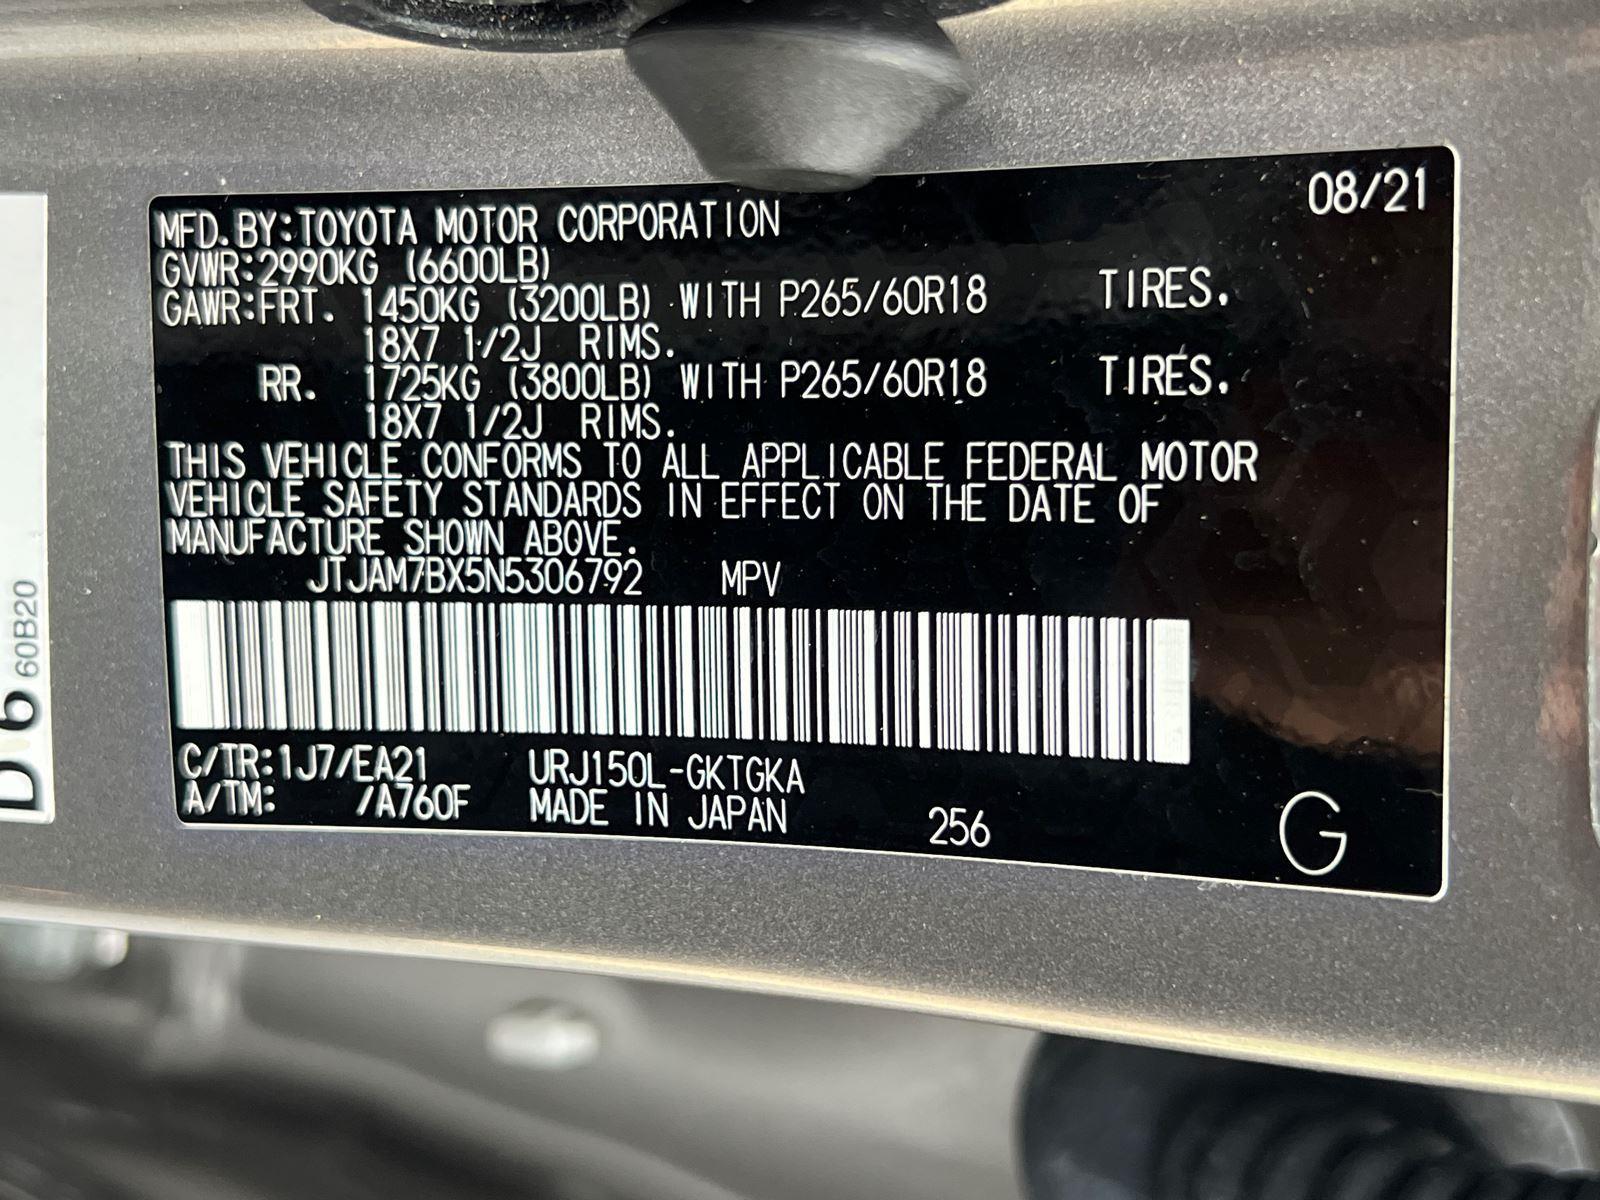 08/21
MFD.BY:TOYOTA MOTOR CORPORATION
GVWR:2990KG (6600LB)
GAWR:FRT. 1450KG (3200LB) WITH P265/60R18 TIRES.
18X7 1/2J RIMS.
RR. 1725KG (3800LB) WITH P265/60R18 TIRES.
18X7 1/2J RIMS.
THIS VEHICLE CONFORMS TO ALL APPLICABLE FEDERAL MOTOR
VEHICLE SAFETY STANDARDS IN EFFECT ON THE DATE OF
MANUFACTURE SHOWN ABOVE.
JTJAM7BX5N5306792 MPV
C/TR:1J7/EA21 URJ150L-GKTGKA
A/TM: /A760F MADE IN JAPAN 256 G
60B20